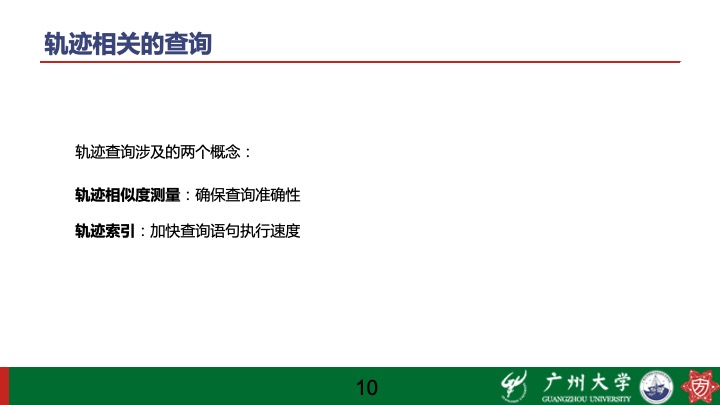 轨迹相关的查询
轨迹查询涉及的两个概念：
轨迹相似度测量：确保查询准确性
轨迹索引：加快查询语句执行速度
10
广州大学
GUANGZHOU UNIVERSITY